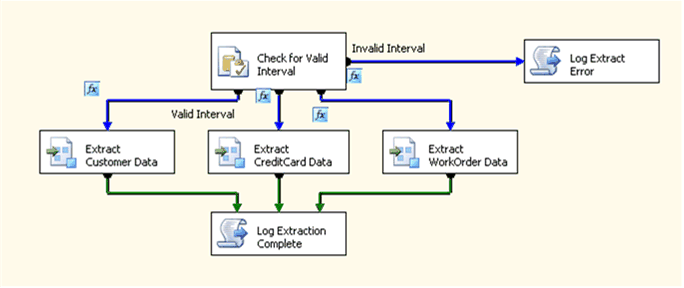 Check for Valid
Interval
Invalid Interval
Log Extract
Error
fx
fx
fx
fx
Valid Interval
Extract
Customer Data
Extract
CreditCard Data
Extract
WorkOrder Data
Log Extraction
Complete